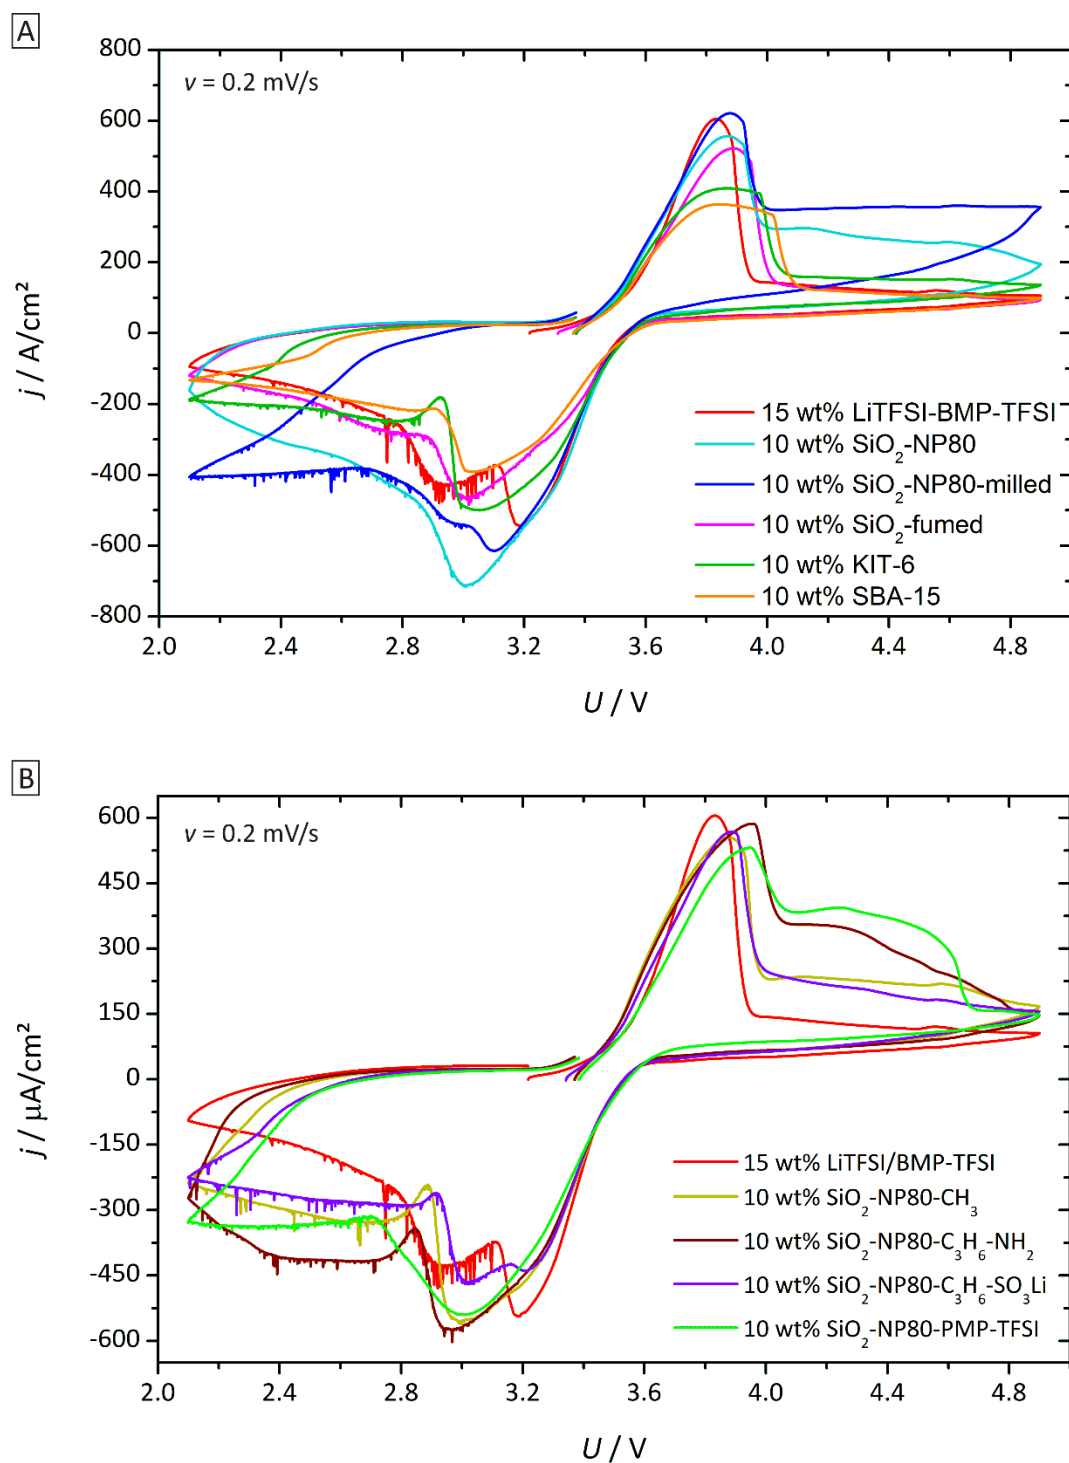 A
v = 0.2 mV/s
800
600
400
200
0
-200
-400
-600
-800
j / A/cm²
15 wt% LiTFSI-BMP-TFSI
10 wt% SiO₂-NP80
10 wt% SiO₂-NP80-milled
10 wt% SiO₂-fumed
10 wt% KIT-6
10 wt% SBA-15
2.0 2.4 2.8 3.2 3.6 4.0 4.4 4.8
U / V
B
v = 0.2 mV/s
600
450
300
150
0
-150
-300
-450
-600
j / µA/cm²
15 wt% LiTFSI/BMP-TFSI
10 wt% SiO₂-NP80-CH₃
10 wt% SiO₂-NP80-C₃H₆-NH₂
10 wt% SiO₂-NP80-C₃H₆-SO₃Li
10 wt% SiO₂-NP80-PMP-TFSI
2.0 2.4 2.8 3.2 3.6 4.0 4.4 4.8
U / V